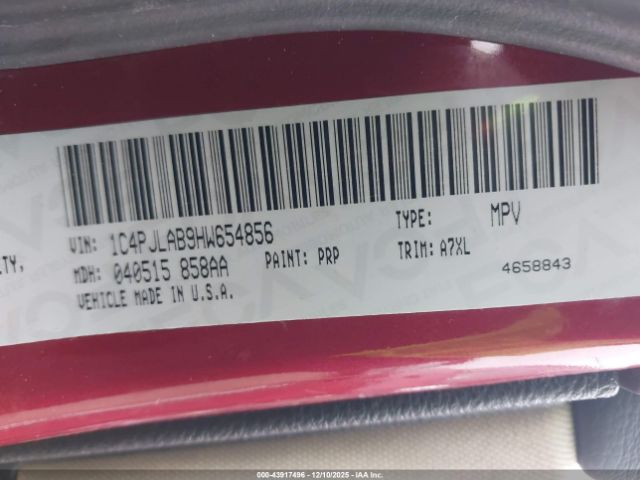 VIN: 1C4PJLAB9HW654856 TYPE: MPV
ITY,
MDH: 040515 858AA PAINT: PRP TRIM: A7XL
VEHICLE MADE IN U.S.A. 4658843
000-43917496 - 12/10/2025 - IAA Inc.